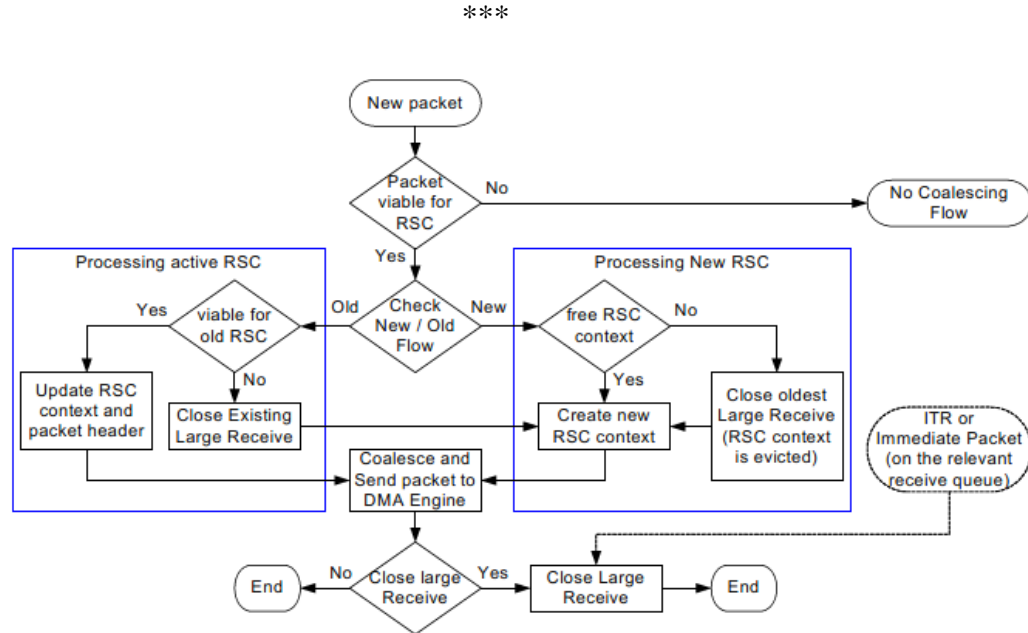 ***
New packet
Packet
viable for
RSC
No
No Coalescing
Flow
Yes
Processing active RSC
Processing New RSC
Yes
viable for
old RSC
Old
Check
New / Old
Flow
New
free RSC
context
No
No
Yes
Update RSC
context and
packet header
Close Existing
Large Receive
Create new
RSC context
Close oldest
Large Receive
(RSC context
is evicted)
ITR or
Immediate Packet
(on the relevant
receive queue)
Coalesce and
Send packet to
DMA Engine
End
No
Close large
Receive
Yes
Close Large
Receive
End